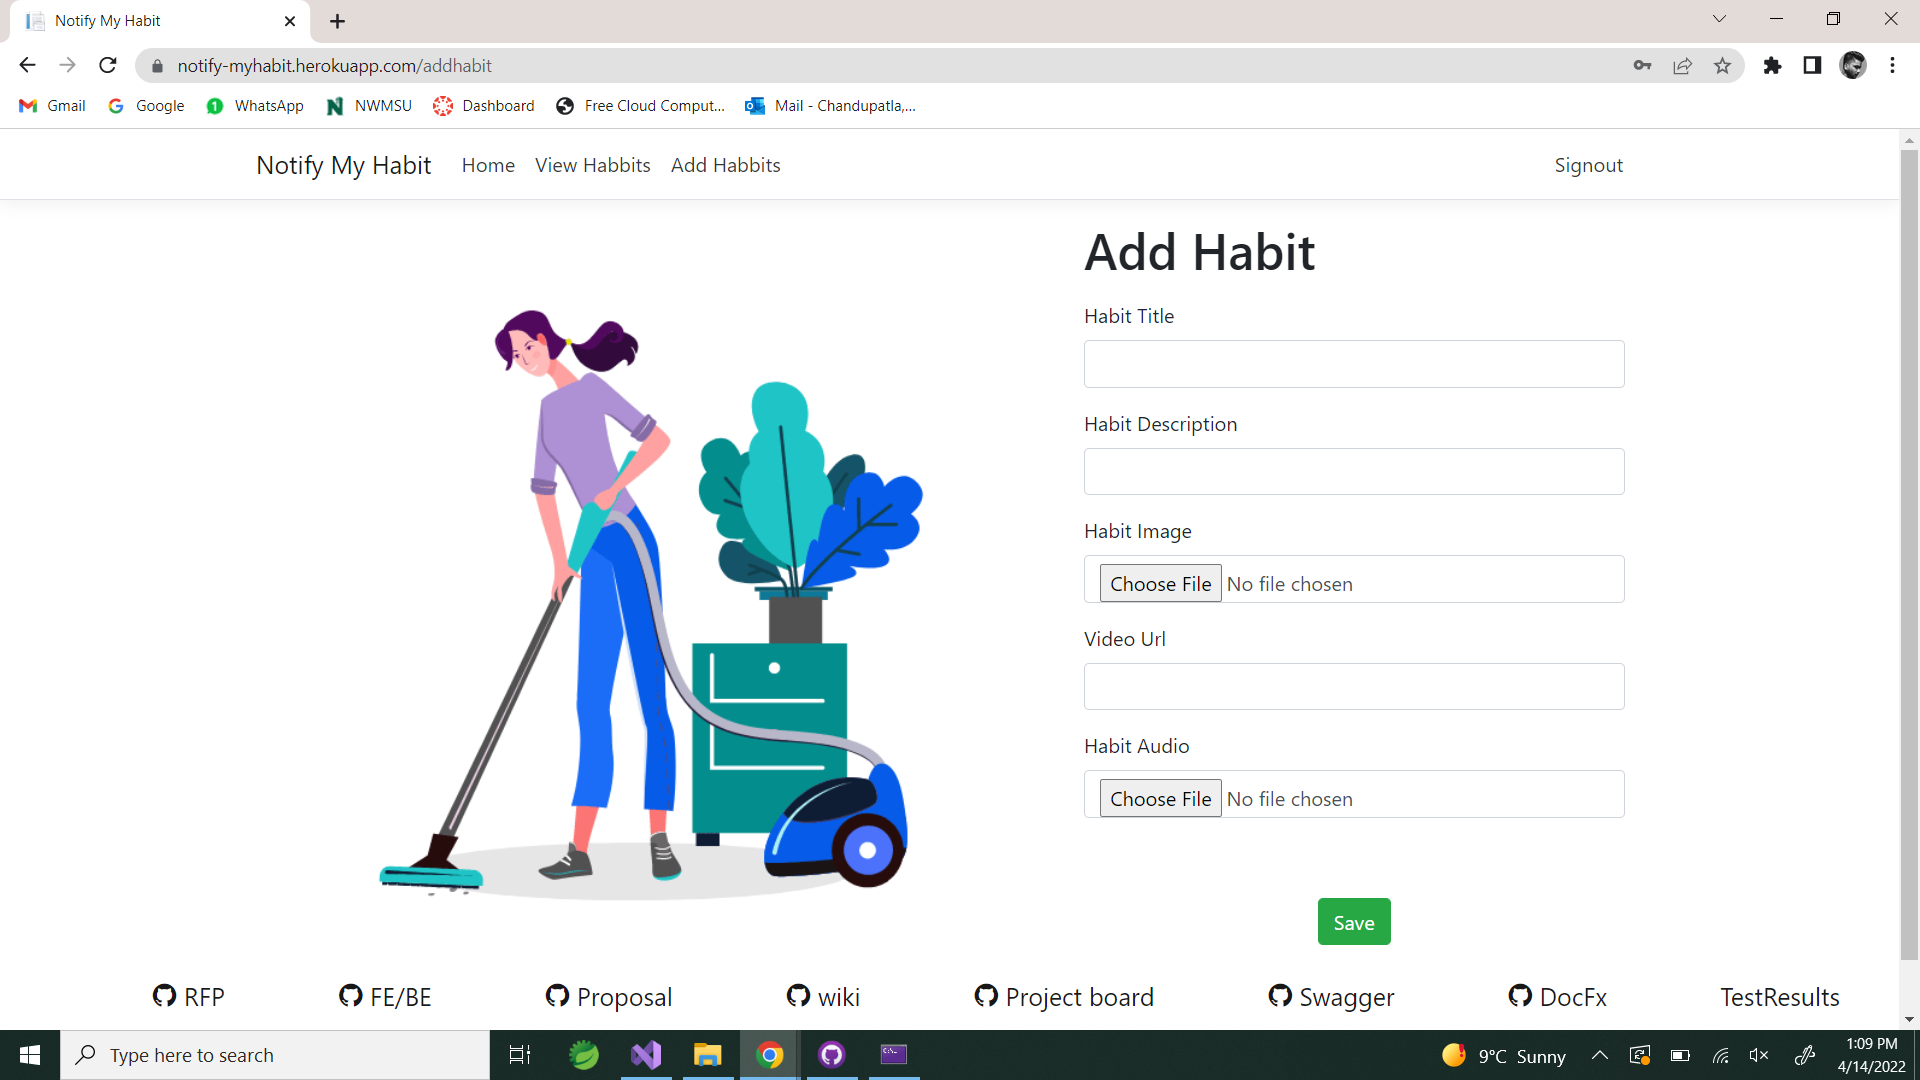 Notify My Habit
notify-myhabit.herokuapp.com/addhabit
Gmail Google WhatsApp NWMSU Dashboard Free Cloud Comput... Mail - Chandupatla,...
Notify My Habit Home View Habbits Add Habbits Signout
Add Habit
Habit Title
Habit Description
Habit Image
Choose File No file chosen
Video Url
Habit Audio
Choose File No file chosen
Save
RFP FE/BE Proposal wiki Project board Swagger DocFx TestResults
Type here to search
9°C Sunny
1:09 PM
4/14/2022